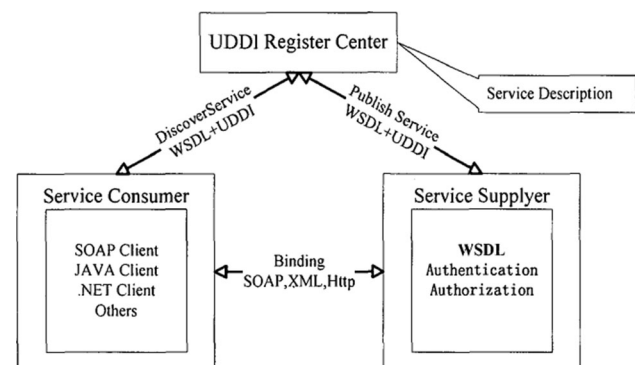 UDDI Register Center
Service Description
DiscoverService
WSDL+UDDI
Publish Service
WSDL+UDDI
Service Consumer
SOAP Client
JAVA Client
.NET Client
Others
Binding
SOAP,XML,Http
Service Supplyer
WSDL
Authentication
Authorization